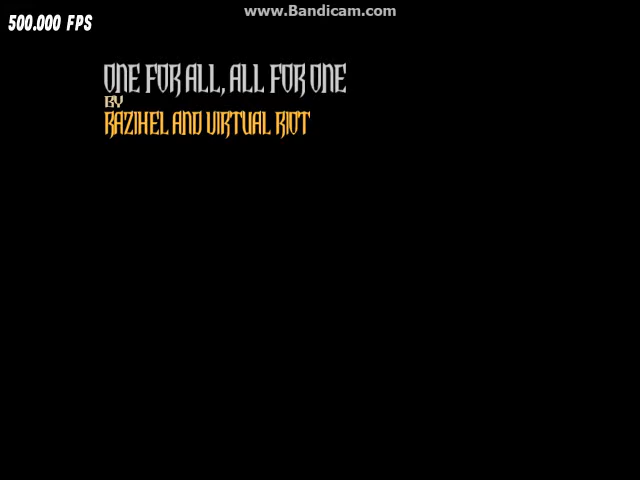 www.Bandicam.com
500.000 FPS
ONE FOR ALL, ALL FOR ONE
BY
RAZIHEL AND VIRTUAL RIOT